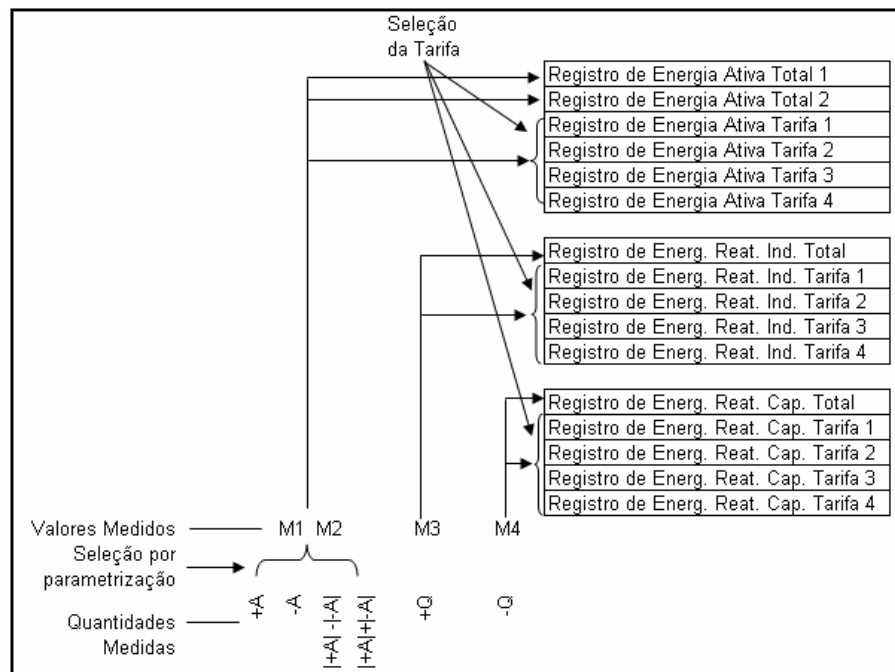 Seleção
da Tarifa
Registro de Energia Ativa Total 1
Registro de Energia Ativa Total 2
Registro de Energia Ativa Tarifa 1
Registro de Energia Ativa Tarifa 2
Registro de Energia Ativa Tarifa 3
Registro de Energia Ativa Tarifa 4
Registro de Energ. Reat. Ind. Total
Registro de Energ. Reat. Ind. Tarifa 1
Registro de Energ. Reat. Ind. Tarifa 2
Registro de Energ. Reat. Ind. Tarifa 3
Registro de Energ. Reat. Ind. Tarifa 4
Registro de Energ. Reat. Cap. Total
Registro de Energ. Reat. Cap. Tarifa 1
Registro de Energ. Reat. Cap. Tarifa 2
Registro de Energ. Reat. Cap. Tarifa 3
Registro de Energ. Reat. Cap. Tarifa 4
Valores Medidos M1 M2 M3 M4
Seleção por
parametrização
Quantidades
Medidas
+A
-A
|+A| -|-A|
|+A|+|-A|
+Q
-Q